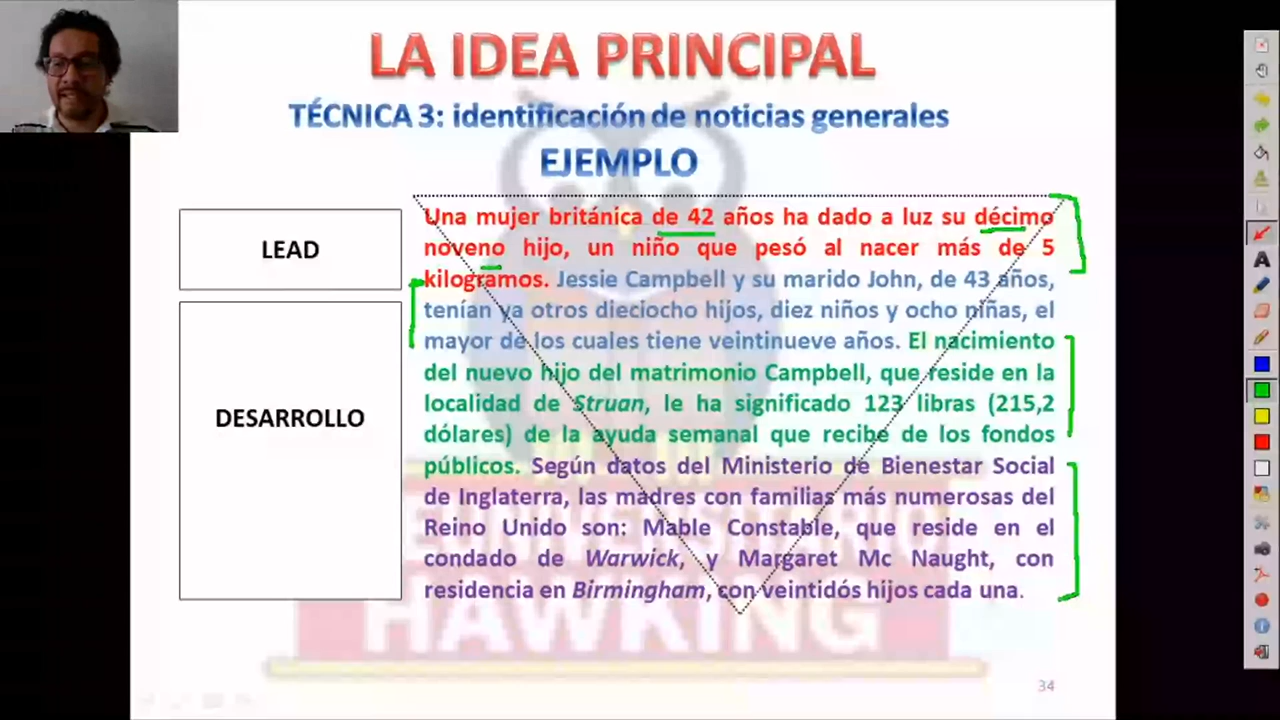 LA IDEA PRINCIPAL
TÉCNICA 3: identificación de noticias generales
EJEMPLO
LEAD
DESARROLLO
Una mujer británica de 42 años ha dado a luz su décimo
noveno hijo, un niño que pesó al nacer más de 5
kilogramos. Jessie Campbell y su marido John, de 43 años,
tenían ya otros dieciocho hijos, diez niños y ocho niñas, el
mayor de los cuales tiene veintinueve años. El nacimiento
del nuevo hijo del matrimonio Campbell, que reside en la
localidad de Struan, le ha significado 123 libras (215,2
dólares) de la ayuda semanal que recibe de los fondos
públicos. Según datos del Ministerio de Bienestar Social
de Inglaterra, las madres con familias más numerosas del
Reino Unido son: Mable Constable, que reside en el
condado de Warwick, y Margaret Mc Naught, con
residencia en Birmingham, con veintidós hijos cada una.
HAWKING
34